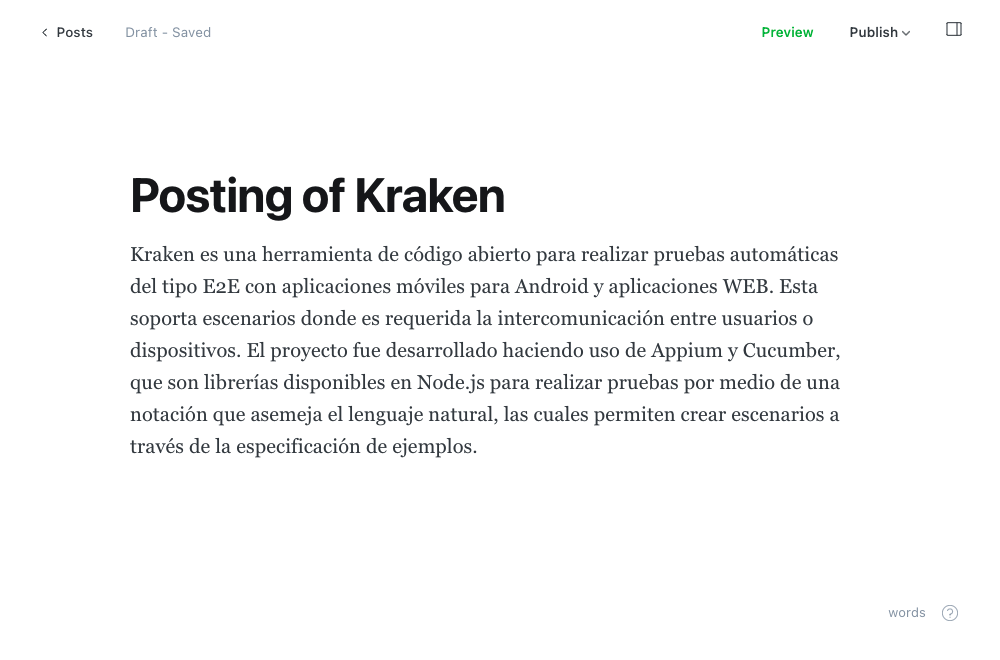 Posts
Draft - Saved
Preview
Publish
Posting of Kraken
Kraken es una herramienta de código abierto para realizar pruebas automáticas
del tipo E2E con aplicaciones móviles para Android y aplicaciones WEB. Esta
soporta escenarios donde es requerida la intercomunicación entre usuarios o
dispositivos. El proyecto fue desarrollado haciendo uso de Appium y Cucumber,
que son librerías disponibles en Node.js para realizar pruebas por medio de una
notación que asemeja el lenguaje natural, las cuales permiten crear escenarios a
través de la especificación de ejemplos.
words
?